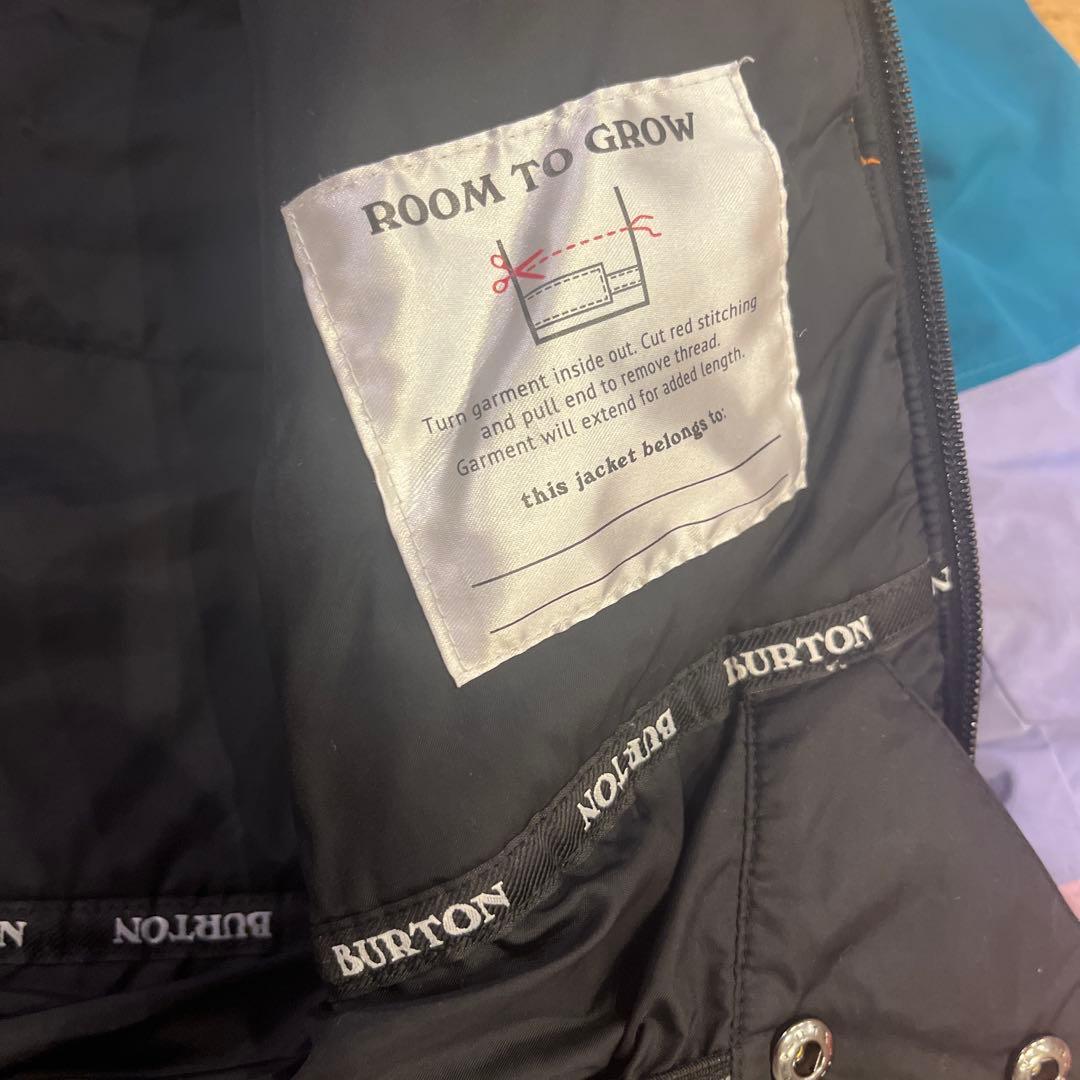 ROOM TO GROW
Turn garment inside out. Cut red stitching
and pull end to remove thread.
Garment will extend for added length.
this jacket belongs to:
BURTON
BURTON
BURTON
BURTON
N
N